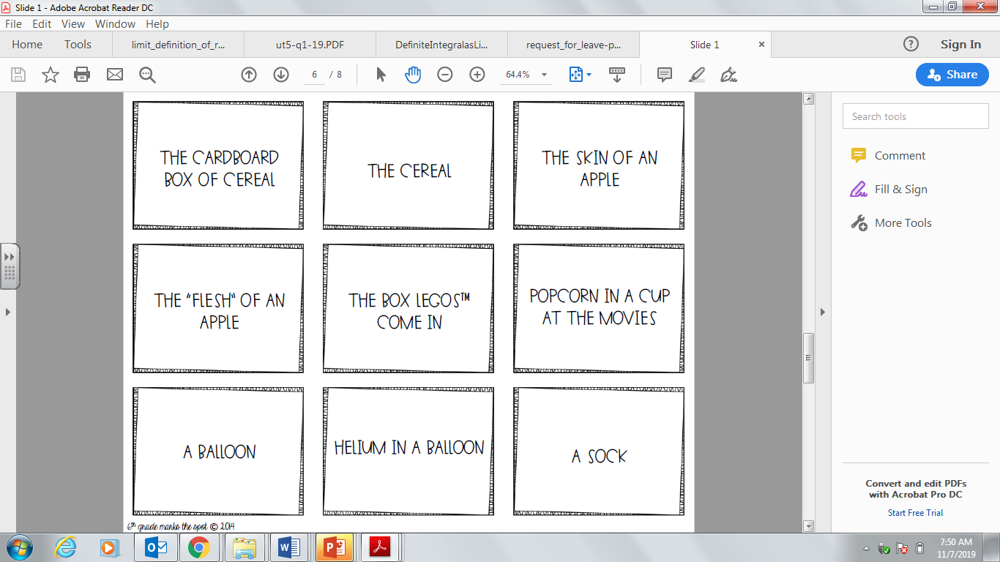 Slide 1 - Adobe Acrobat Reader DC
File Edit View Window Help
Home Tools limit_definition_of_r... ut5-q1-19.PDF DefiniteIntegralasLi... request_for_leave-p... Slide 1 × ? Sign In
6 / 8 64.4% Share
THE CARDBOARD
BOX OF CEREAL
THE CEREAL
THE SKIN OF AN
APPLE
THE "FLESH" OF AN
APPLE
THE BOX LEGOS™
COME IN
POPCORN IN A CUP
AT THE MOVIES
A BALLOON
HELIUM IN A BALLOON
A SOCK
6th grade marks the spot © 2014
Search tools
Comment
Fill & Sign
More Tools
Convert and edit PDFs
with Acrobat Pro DC
Start Free Trial
7:50 AM
11/7/2019